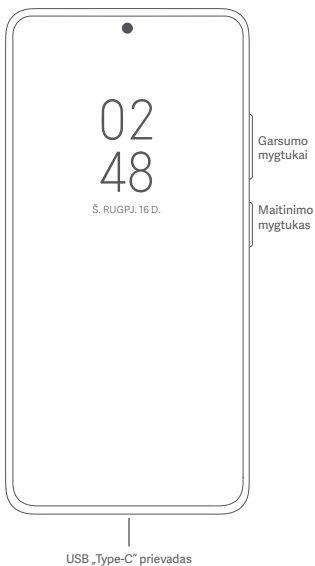 02
48
Š. RUGPJ. 16 D.
Garsumo
mygtukai
Maitinimo
mygtukas
USB „Type-C“ prievadas